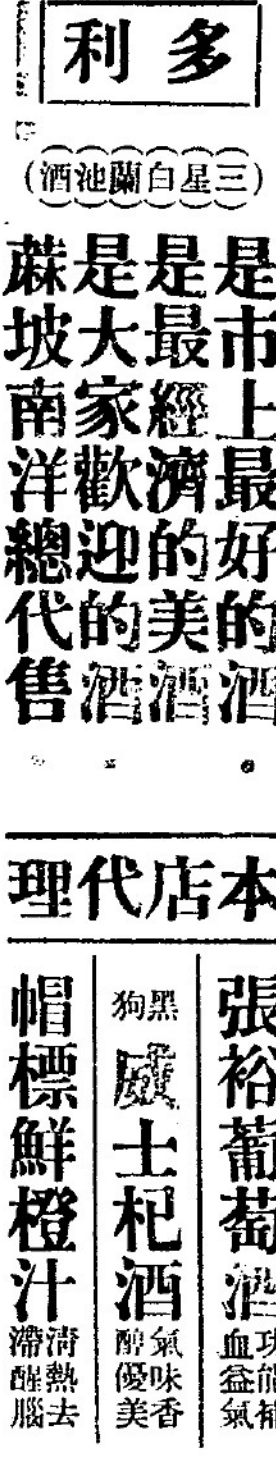 多利
(三星白蘭池酒)
是市上最好的酒
是最經濟的美酒
是大家歡迎的酒
蔴坡南洋總代售
本店代理
張裕葡萄酒
功能補
血益氣
黑狗
威士杞酒
氣味香
醇優美
帽標鮮橙汁
清熱去
滯醒腦